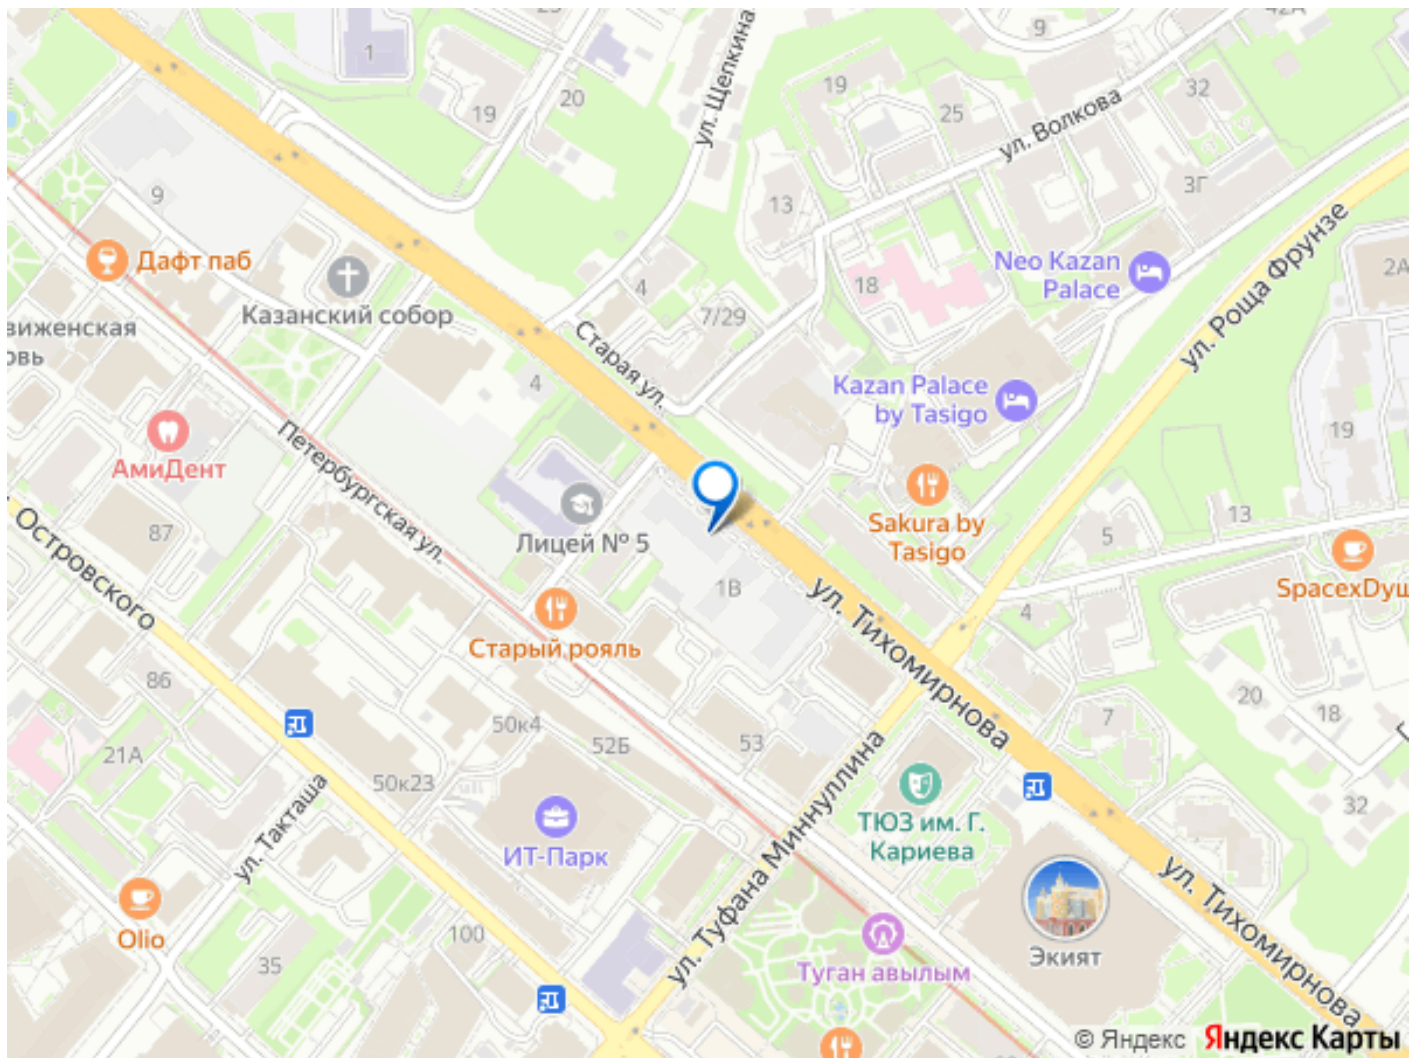 42А
9
1
19
20
ул. Щепкина
19
25
32
ул. Волкова
3Г
9
13
Дафт паб
Казанский собор
4
7/29
18
Neo Kazan
Palace
ул. Роща Фрунзе
2А
виженская
овь
Старая ул.
4
Kazan Palace
by Tasigo
19
АмиДент
Петербургская ул.
87
Островского
Лицей № 5
Sakura by
Tasigo
13
5
SpacexДуш
1В
ул. Тихомирнова
4
Старый рояль
86
21А
50к4
52Б
53
50к23
7
20
18
32
ул. Такташа
ИТ-Парк
ул. Туфана Миннуллина
ТЮЗ им. Г.
Кариева
ул. Тихомирнова
Olio
100
35
Туган авылым
Экият
© Яндекс Яндекс Карты